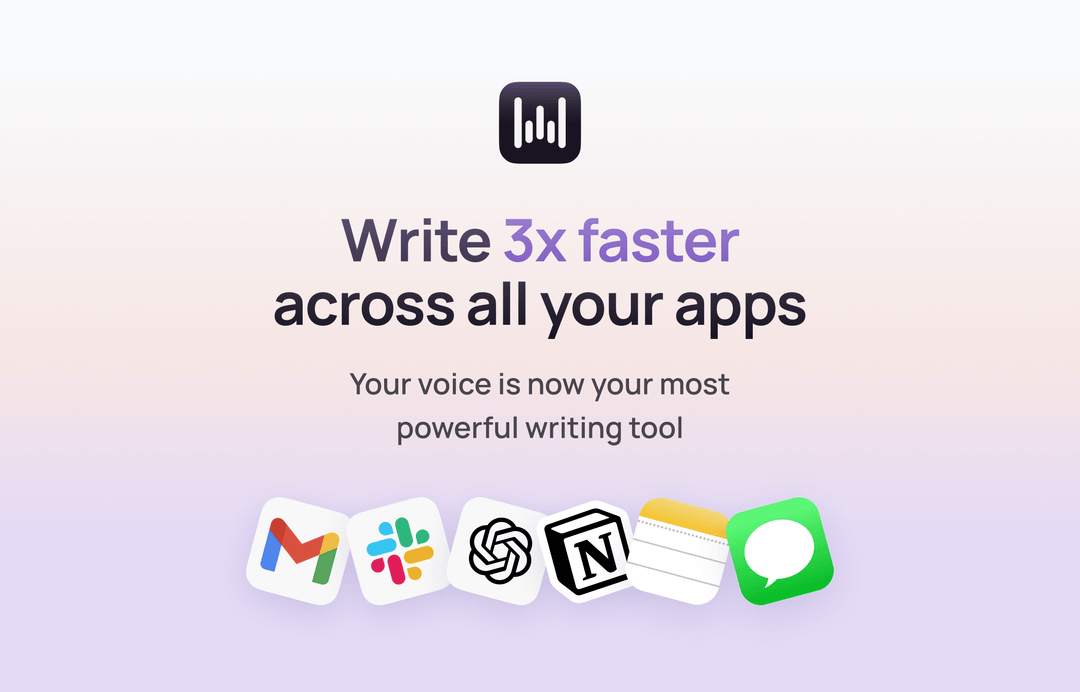 Write 3x faster
across all your apps
Your voice is now your most
powerful writing tool
N